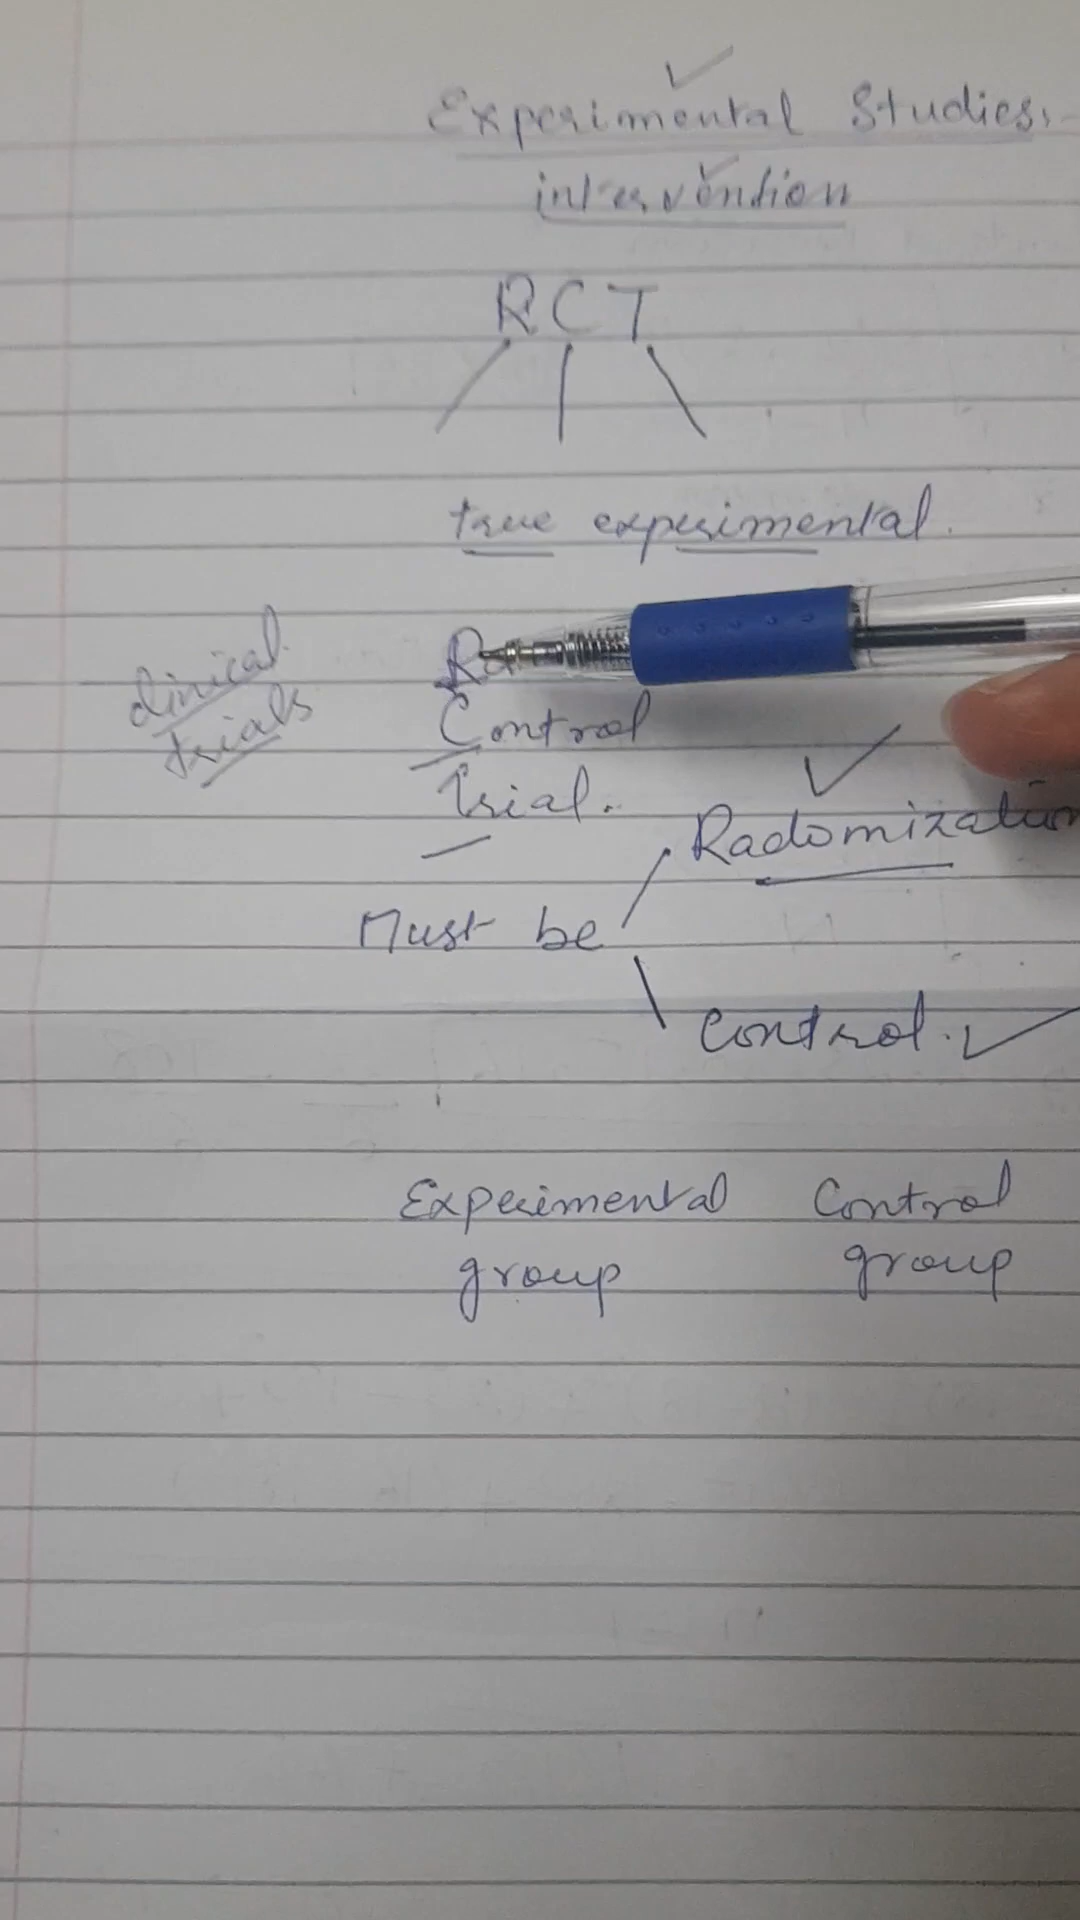 Experimental Studies.
intervention
RCT
true experimental.
clinical
trials
Control
trial.
Radomization
Must be
Control.
Experimental Control
group group